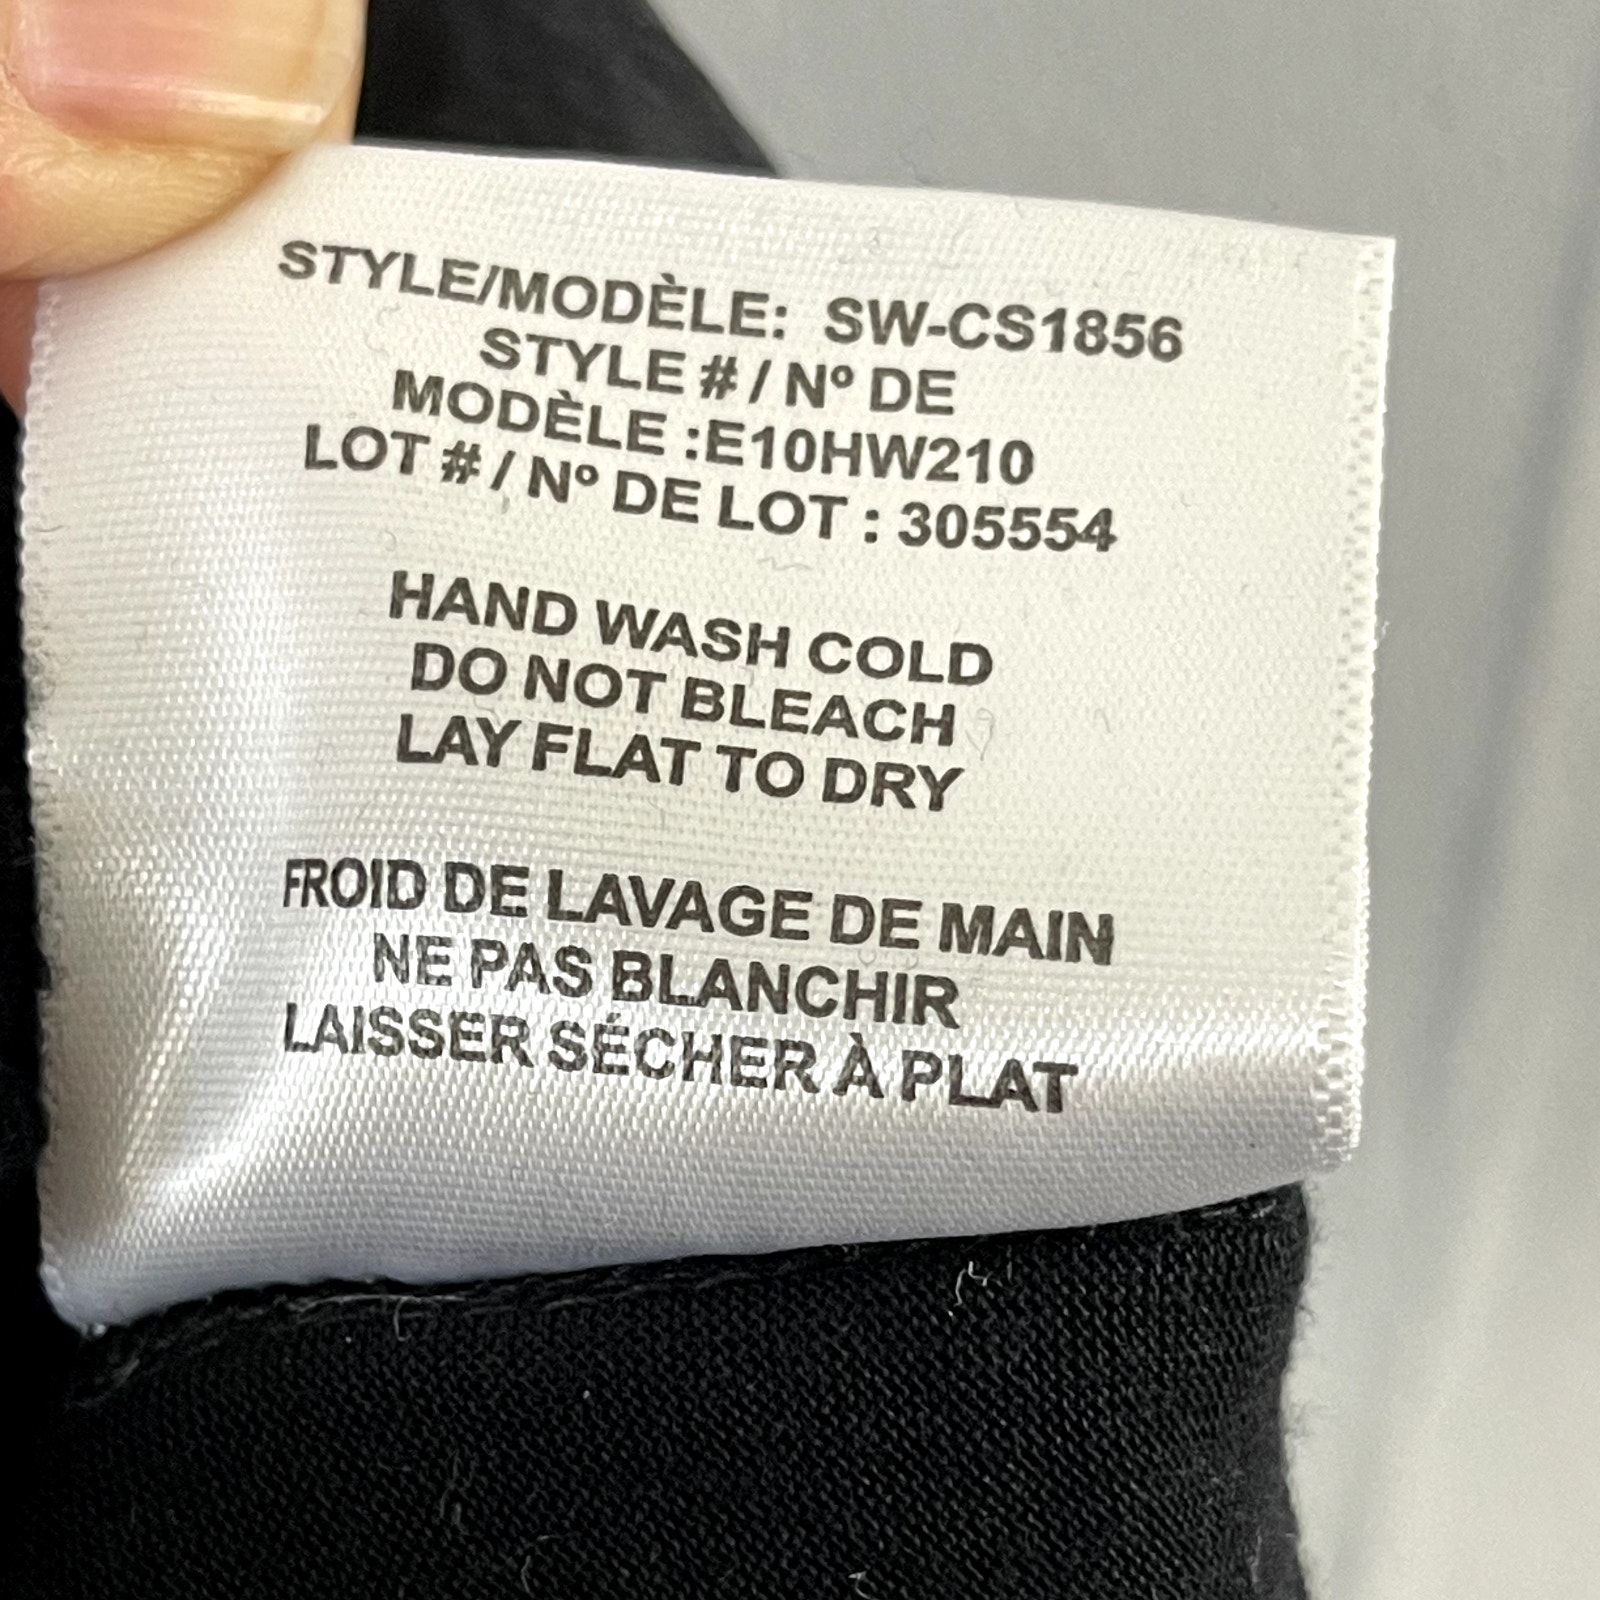 STYLE/MODÈLE: SW-CS1856
STYLE # / Nº DE
MODÈLE :E10HW210
LOT # / Nº DE LOT : 305554
HAND WASH COLD
DO NOT BLEACH
LAY FLAT TO DRY
FROID DE LAVAGE DE MAIN
NE PAS BLANCHIR
LAISSER SÉCHER À PLAT